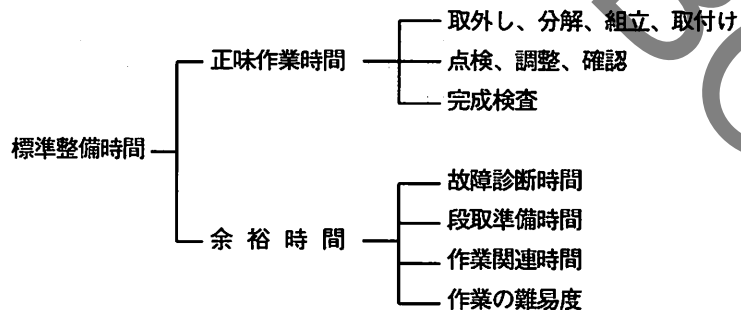 標準整備時間
正味作業時間
取外し、分解、組立、取付け
点検、調整、確認
完成検査
余裕時間
故障診断時間
段取準備時間
作業関連時間
作業の難易度